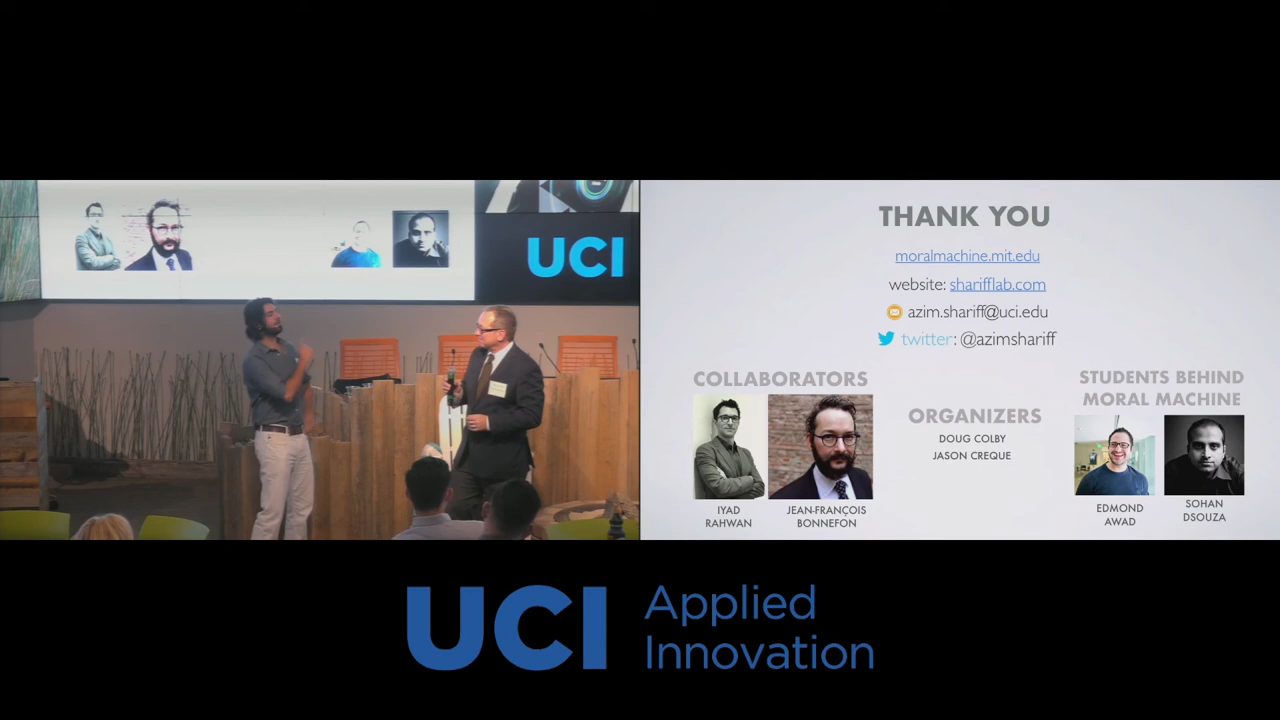 UCI
THANK YOU
moralmachine.mit.edu
website: sharifflab.com
azim.shariff@uci.edu
twitter: @azimshariff
COLLABORATORS
IYAD
RAHWAN
JEAN-FRANÇOIS
BONNEFON
ORGANIZERS
DOUG COLBY
JASON CREQUE
STUDENTS BEHIND
MORAL MACHINE
EDMOND
AWAD
SOHAN
DSOUZA
UCI Applied
Innovation